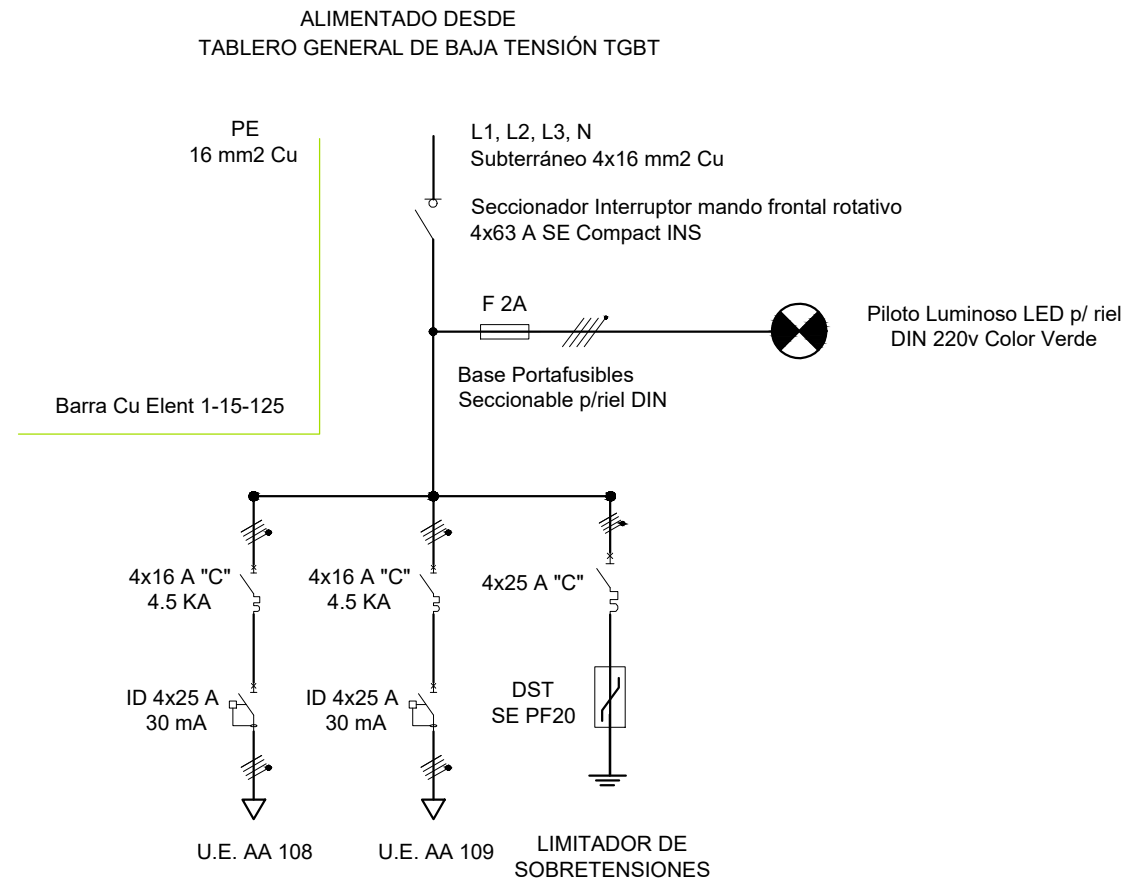 ALIMENTADO DESDE
TABLERO GENERAL DE BAJA TENSIÓN TGBT
PE
16 mm2 Cu
L1, L2, L3, N
Subterráneo 4x16 mm2 Cu
Seccionador Interruptor mando frontal rotativo
4x63 A SE Compact INS
F 2A
Piloto Luminoso LED p/ riel
DIN 220v Color Verde
Base Portafusibles
Seccionable p/riel DIN
Barra Cu Elent 1-15-125
4x16 A "C"
4.5 KA
4x16 A "C"
4.5 KA
4x25 A "C"
ID 4x25 A
30 mA
ID 4x25 A
30 mA
DST
SE PF20
U.E. AA 108
U.E. AA 109
LIMITADOR DE
SOBRETENSIONES